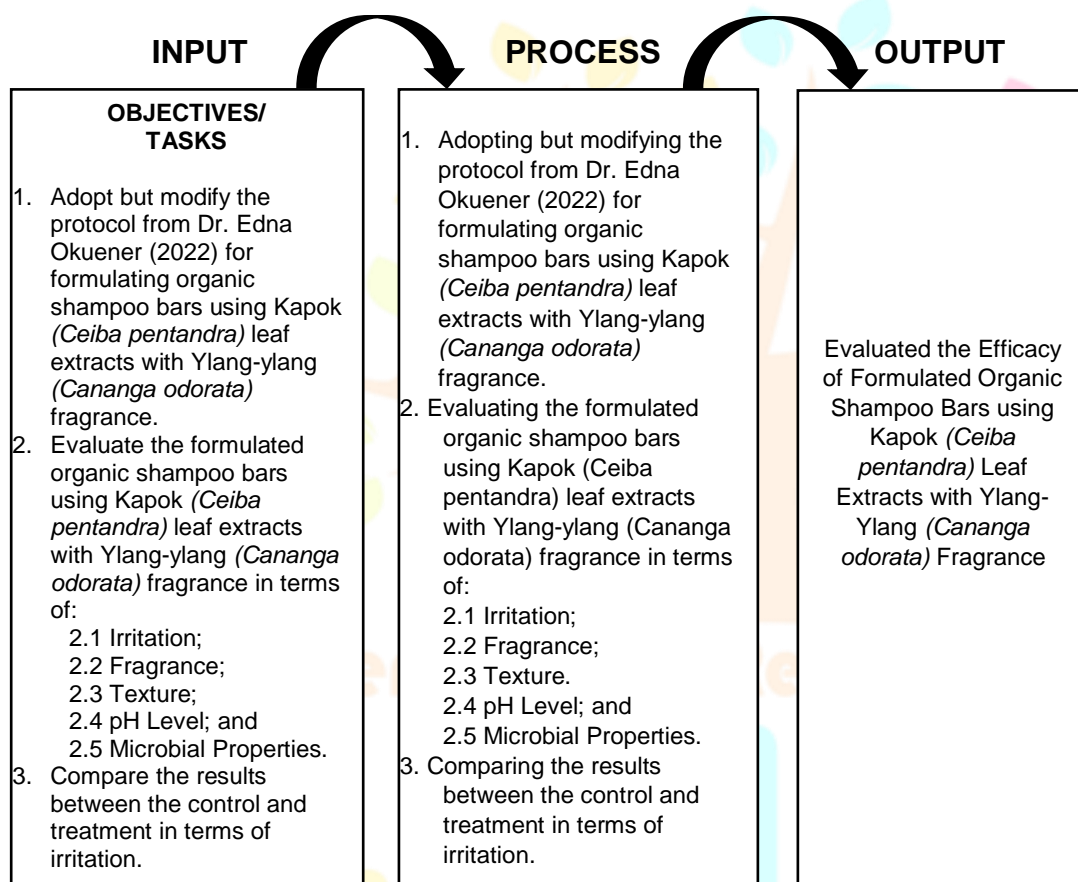 INPUT
OBJECTIVES/
TASKS
1. Adopt but modify the
protocol from Dr. Edna
Okuener (2022) for
formulating organic
shampoo bars using Kapok
(Ceiba pentandra) leaf
extracts with Ylang-ylang
(Cananga odorata)
fragrance.
2. Evaluate the formulated
organic shampoo bars
using Kapok (Ceiba
pentandra) leaf extracts
with Ylang-ylang (Cananga
odorata) fragrance in terms
of:
2.1 Irritation;
2.2 Fragrance;
2.3 Texture;
2.4 pH Level; and
2.5 Microbial Properties.
3. Compare the results
between the control and
treatment in terms of
irritation.
PROCESS
1. Adopting but modifying the
protocol from Dr. Edna
Okuener (2022) for
formulating organic
shampoo bars using Kapok
(Ceiba pentandra) leaf
extracts with Ylang-ylang
(Cananga odorata)
fragrance.
2. Evaluating the formulated
organic shampoo bars
using Kapok (Ceiba
pentandra) leaf extracts
with Ylang-ylang (Cananga
odorata) fragrance in terms
of:
2.1 Irritation;
2.2 Fragrance;
2.3 Texture.
2.4 pH Level; and
2.5 Microbial Properties.
3. Comparing the results
between the control and
treatment in terms of
irritation.
OUTPUT
Evaluated the Efficacy
of Formulated Organic
Shampoo Bars using
Kapok (Ceiba
pentandra) Leaf
Extracts with Ylang-
Ylang (Cananga
odorata) Fragrance